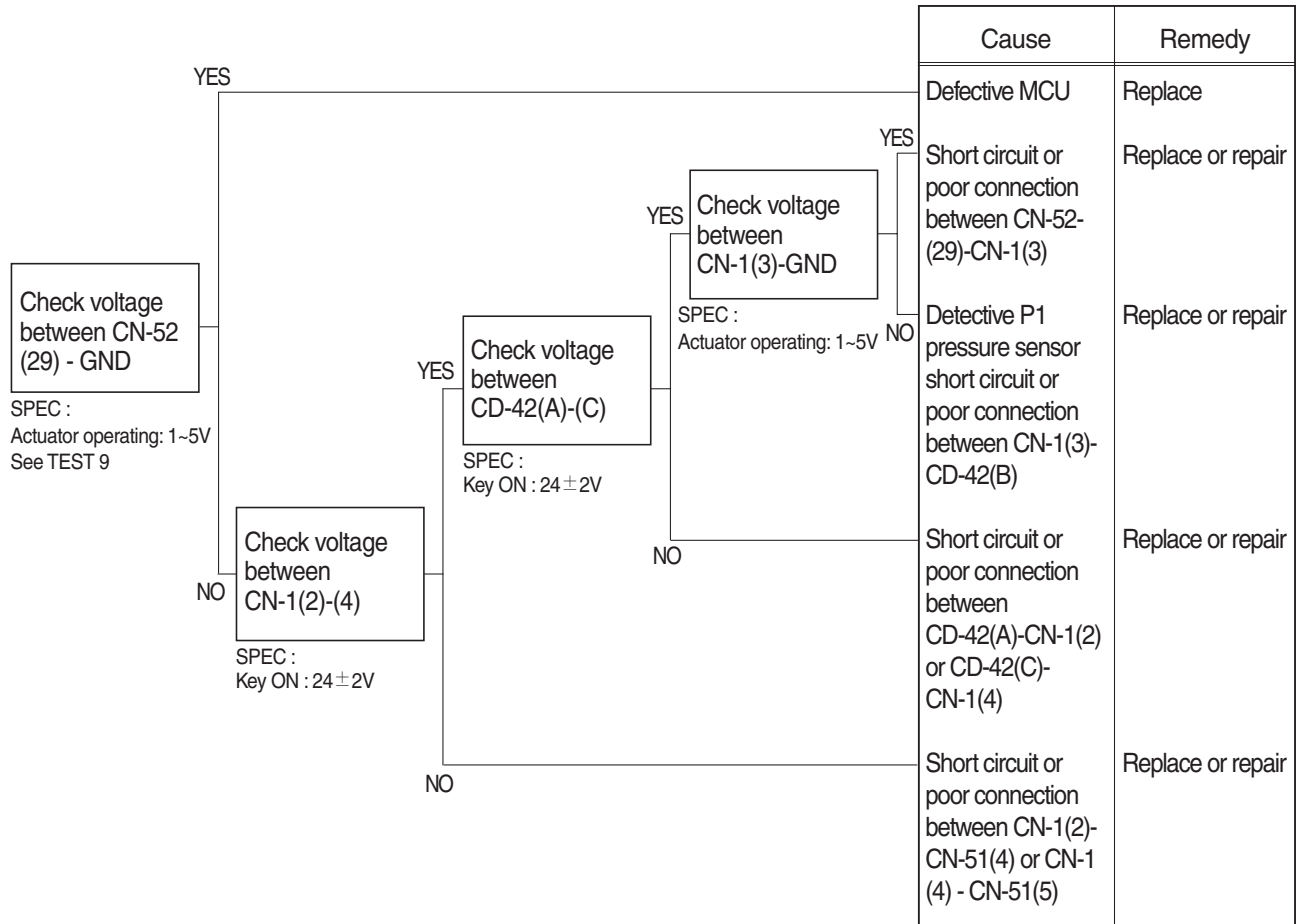 Cause
Remedy
YES
Defective MCU
Replace
YES
Short circuit or
poor connection
between CN-52-
(29)-CN-1(3)
Replace or repair
YES
Check voltage
between
CN-1(3)-GND
SPEC :
Actuator operating: 1~5V
NO
Detective P1
pressure sensor
short circuit or
poor connection
between CN-1(3)-
CD-42(B)
Replace or repair
Check voltage
between CN-52
(29) - GND
SPEC :
Actuator operating: 1~5V
See TEST 9
YES
Check voltage
between
CD-42(A)-(C)
SPEC :
Key ON : 24±2V
NO
Short circuit or
poor connection
between
CD-42(A)-CN-1(2)
or CD-42(C)-
CN-1(4)
Replace or repair
NO
Check voltage
between
CN-1(2)-(4)
SPEC :
Key ON : 24±2V
NO
Short circuit or
poor connection
between CN-1(2)-
CN-51(4) or CN-1
(4) - CN-51(5)
Replace or repair